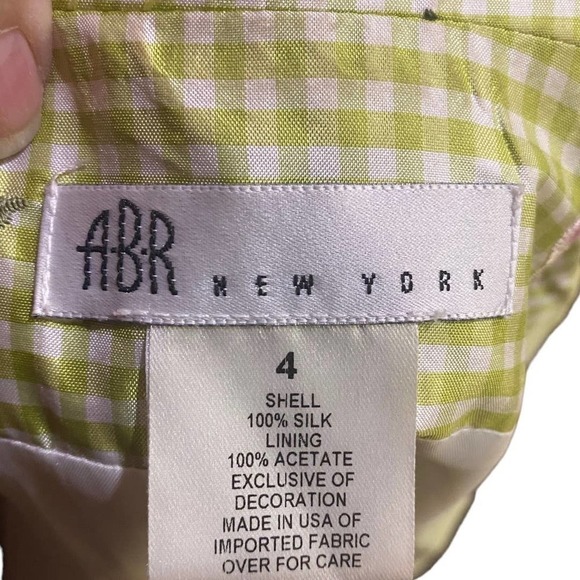 A·B·R NEW YORK
4
SHELL
100% SILK
LINING
100% ACETATE
EXCLUSIVE OF
DECORATION
MADE IN USA OF
IMPORTED FABRIC
OVER FOR CARE